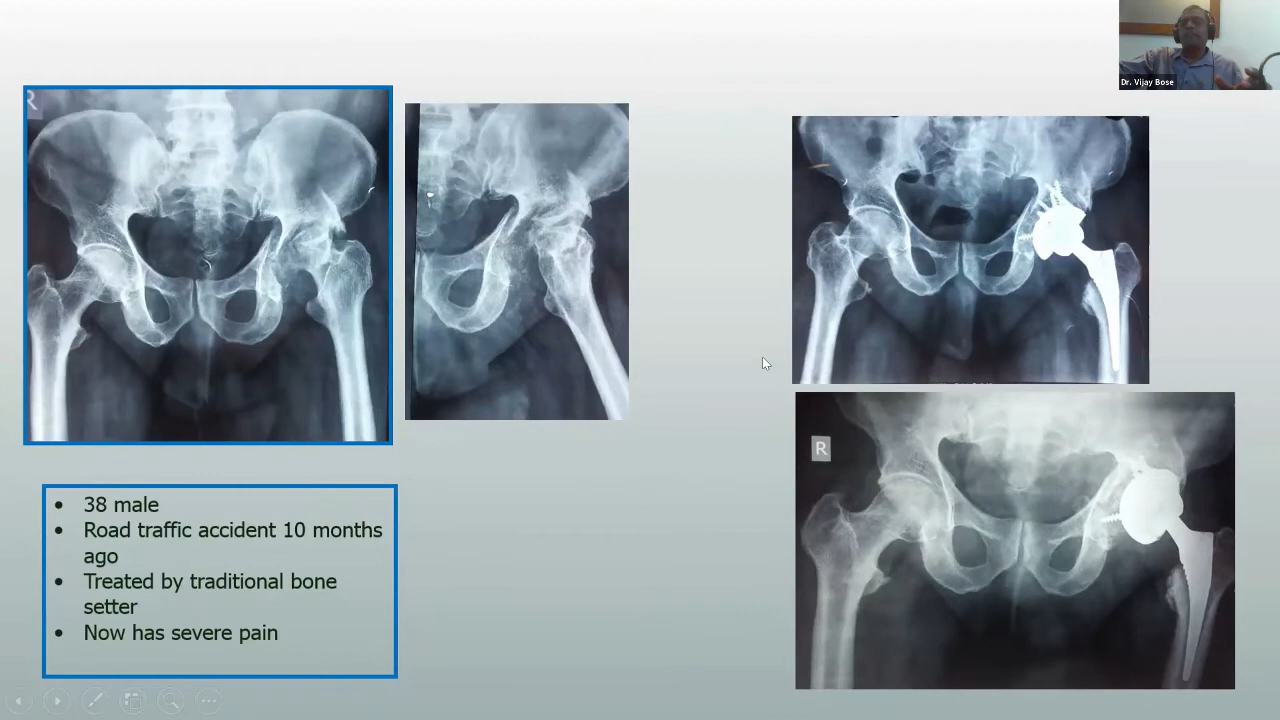 Dr. Vijay Bose
R
R
• 38 male
• Road traffic accident 10 months
ago
• Treated by traditional bone
setter
• Now has severe pain